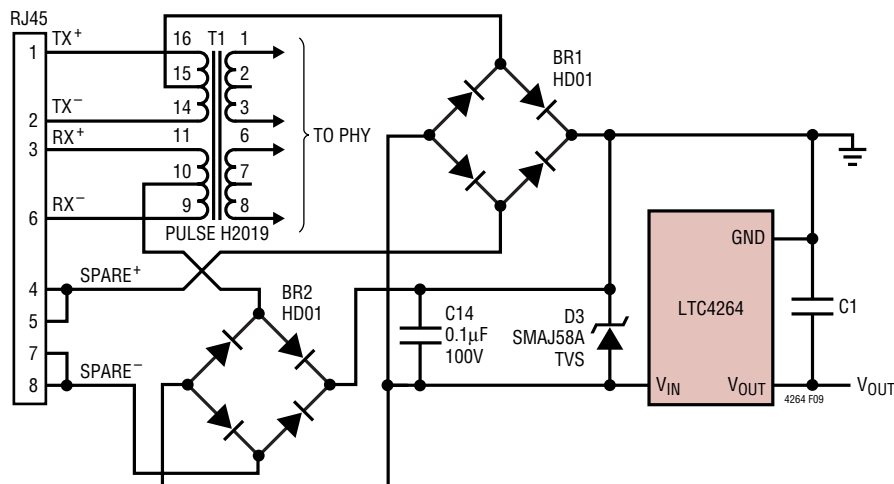 RJ45
1
TX+
16
T1
1
15
2
2
TX−
14
3
3
RX+
11
6
10
7
6
RX−
9
8
TO PHY
PULSE H2019
BR1
HD01
4
SPARE+
5
7
8
SPARE−
BR2
HD01
C14
0.1µF
100V
D3
SMAJ58A
TVS
GND
LTC4264
VIN
VOUT
C1
VOUT
4264 F09